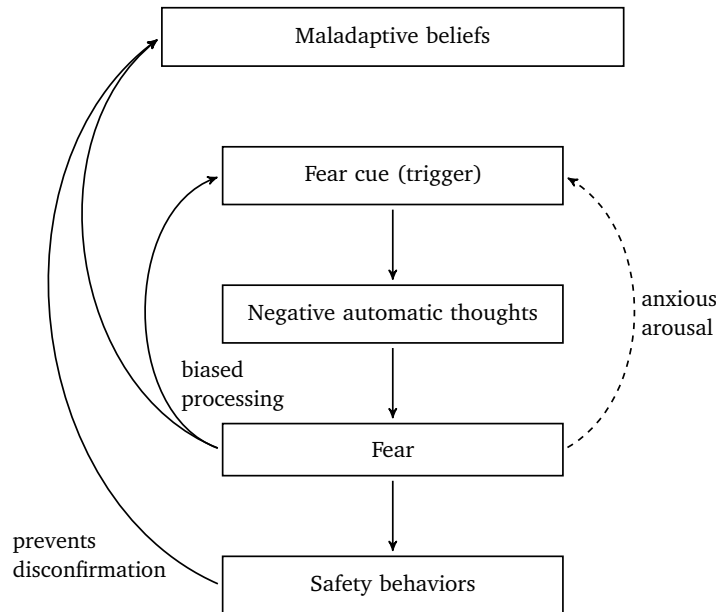 Maladaptive beliefs
Fear cue (trigger)
Negative automatic thoughts
anxious
arousal
biased
processing
Fear
prevents
disconfirmation
Safety behaviors